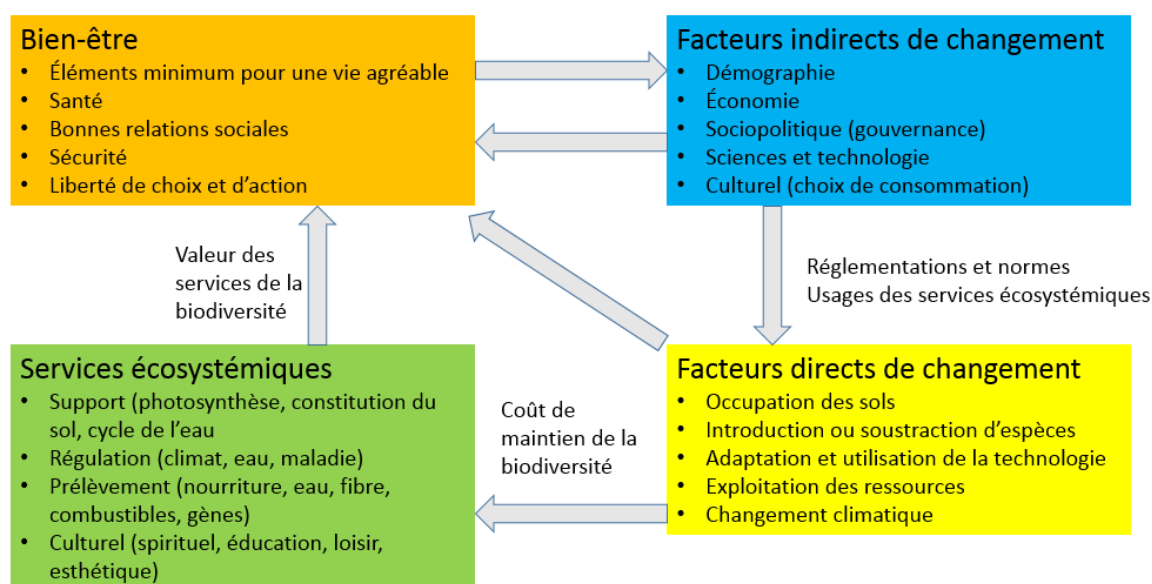 Bien-être
• Éléments minimum pour une vie agréable
• Santé
• Bonnes relations sociales
• Sécurité
• Liberté de choix et d’action
Facteurs indirects de changement
• Démographie
• Économie
• Sociopolitique (gouvernance)
• Sciences et technologie
• Culturel (choix de consommation)
Valeur des
services de la
biodiversité
Réglementations et normes
Usages des services écosystémiques
Services écosystémiques
• Support (photosynthèse, constitution du
sol, cycle de l’eau
• Régulation (climat, eau, maladie)
• Prélèvement (nourriture, eau, fibre,
combustibles, gènes)
• Culturel (spirituel, éducation, loisir,
esthétique)
Coût de
maintien de la
biodiversité
Facteurs directs de changement
• Occupation des sols
• Introduction ou soustraction d’espèces
• Adaptation et utilisation de la technologie
• Exploitation des ressources
• Changement climatique